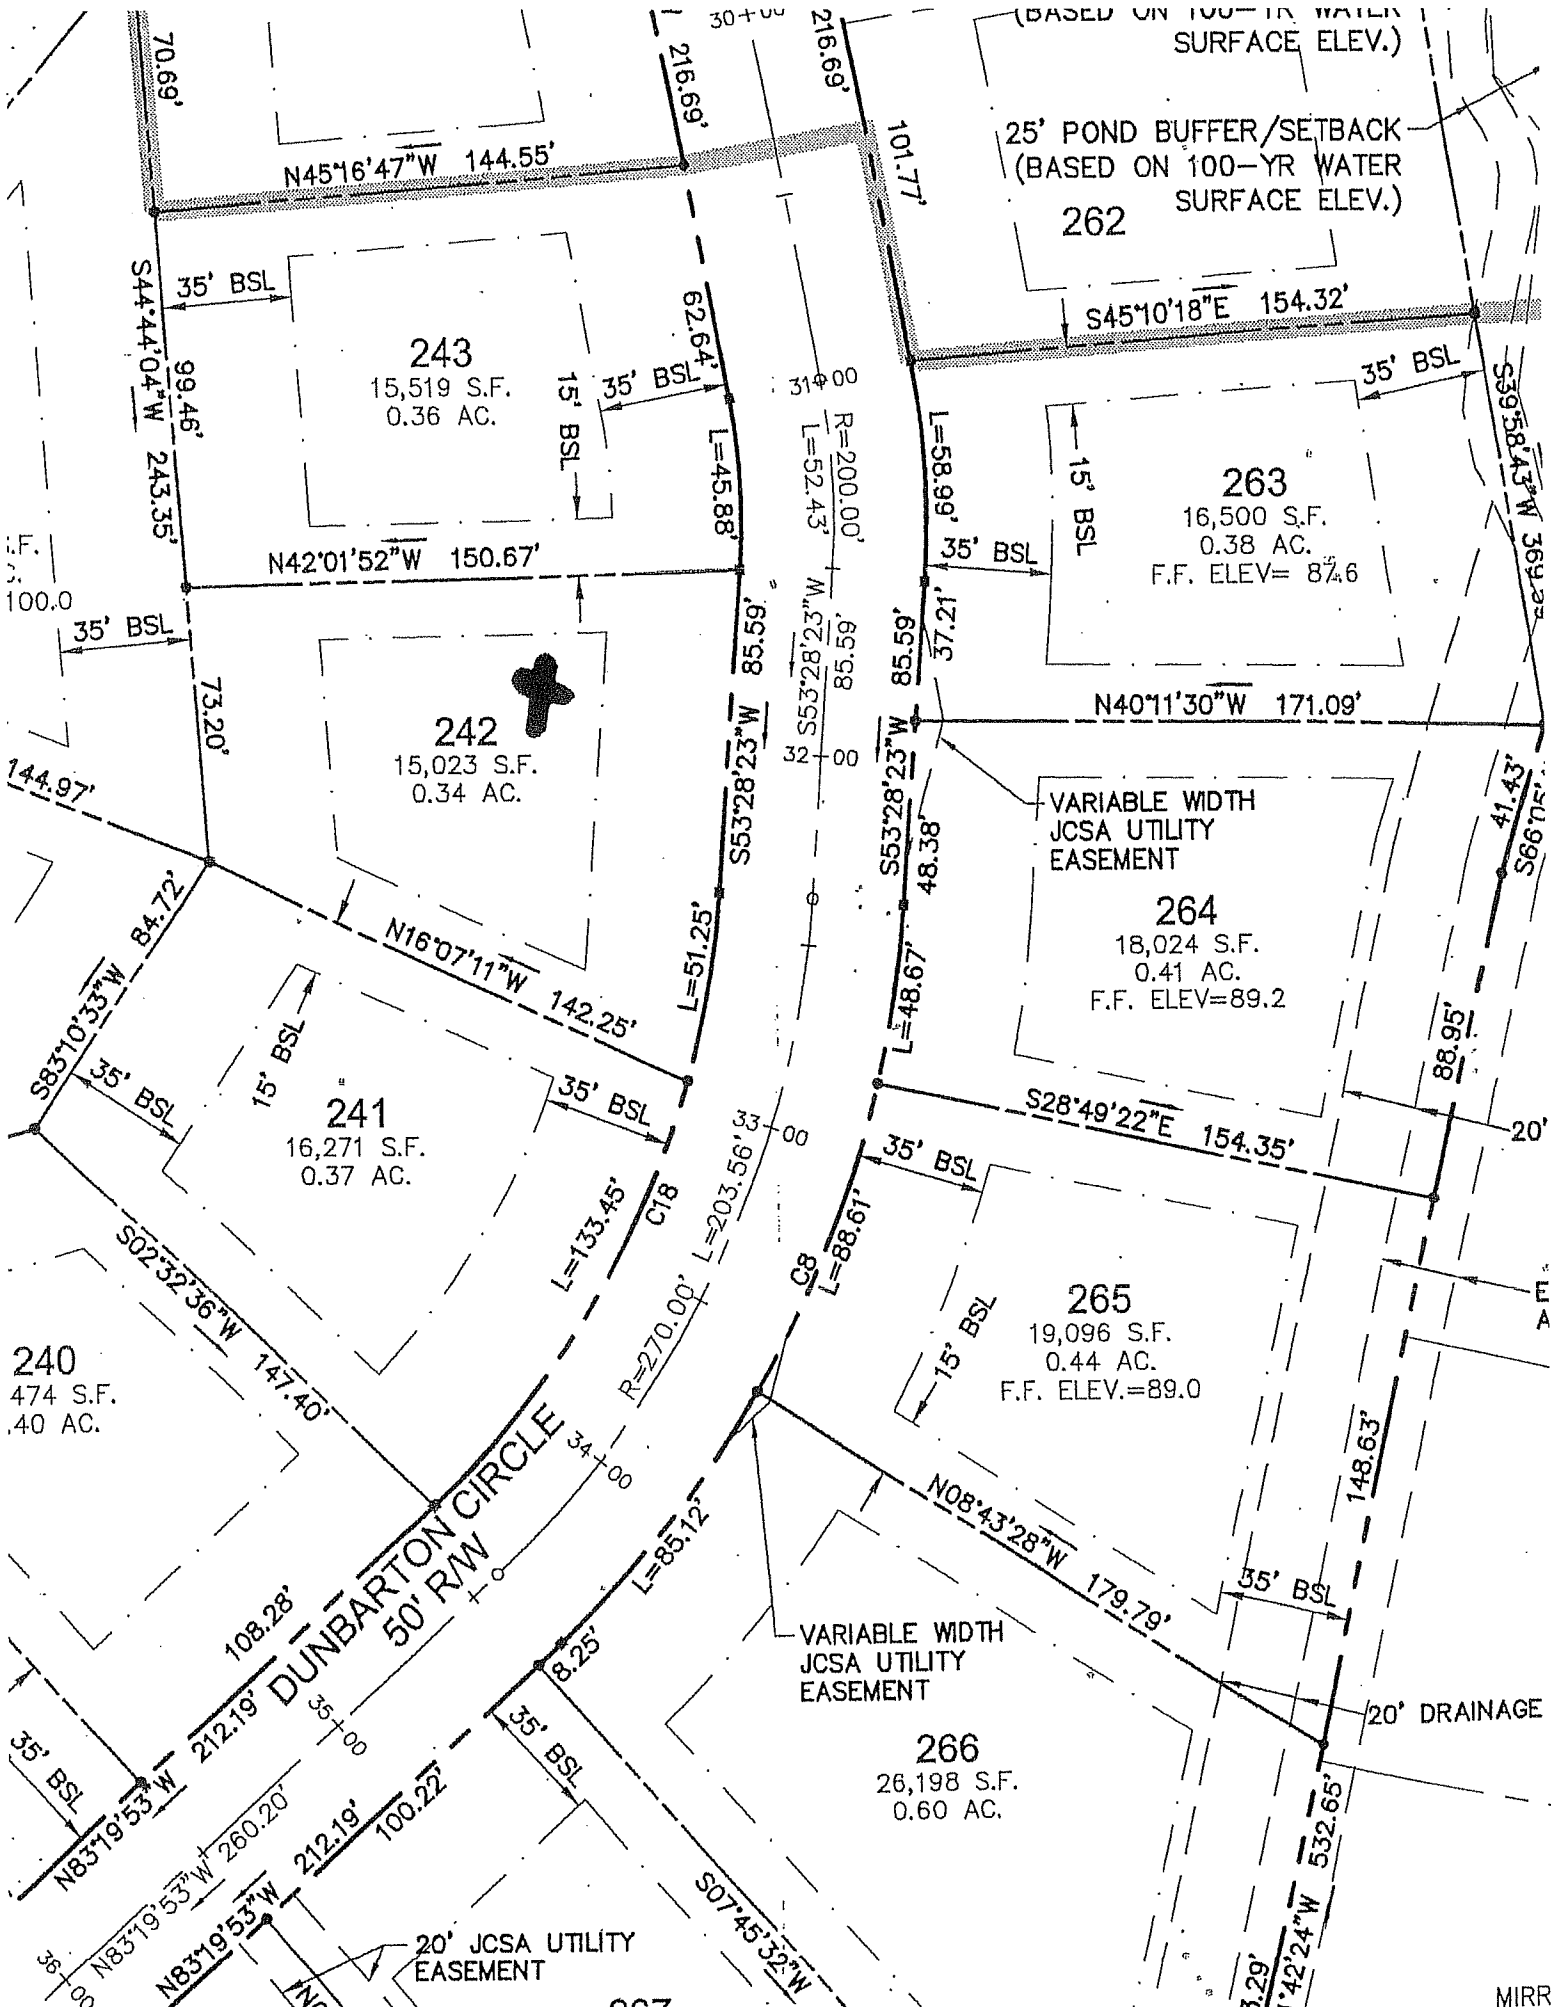 70.69'
216.69'
30+00
216.69'
(BASED ON 100-YR WATER
SURFACE ELEV.)
25' POND BUFFER/SETBACK
(BASED ON 100-YR WATER
SURFACE ELEV.)
101.77'
262
N45°16'47"W 144.55'
S45°10'18"E 154.32'
S44°44'04"W 243.35'
99.46'
35' BSL
243
15,519 S.F.
0.36 AC.
15' BSL
35' BSL
62.64'
L=45.88'
31+00
R=200.00'
L=52.43'
L=58.99'
35' BSL
S39°58'43"W
15' BSL
263
16,500 S.F.
0.38 AC.
F.F. ELEV= 87.6
35' BSL
N42°01'52"W 150.67'
100.0
35' BSL
73.20'
242
15,023 S.F.
0.34 AC.
85.59'
S53°28'23"W
S53°28'23"W
85.59'
32+00
85.59'
S53°28'23"W
37.21'
48.38'
N40°11'30"W 171.09'
VARIABLE WIDTH
JCSA UTILITY
EASEMENT
41.43'
264
18,024 S.F.
0.41 AC.
F.F. ELEV=89.2
144.97'
84.72'
S83°10'33"W
N16°07'11"W 142.25'
L=51.25'
L=48.67'
88.95'
35' BSL
15' BSL
241
16,271 S.F.
0.37 AC.
35' BSL
33+00
S28°49'22"E 154.35'
20'
35' BSL
L=133.45'
C18
L=203.56'
R=270.00'
C8
L=88.61'
15' BSL
265
19,096 S.F.
0.44 AC.
F.F. ELEV.=89.0
S02°32'36"W 147.40'
240
474 S.F.
.40 AC.
34+00
DUNBARTON CIRCLE
50' R/W
L=85.12'
N08°43'28"W 179.79'
148.63'
35' BSL
VARIABLE WIDTH
JCSA UTILITY
EASEMENT
20' DRAINAGE
108.28'
212.19'
35+00
8.25'
35' BSL
266
26,198 S.F.
0.60 AC.
35' BSL
N83°19'53"W
N83°19'53"W 260.20'
N83°19'53"W
212.19'
100.22'
532.65'
S07°45'32"W
36+00
20' JCSA UTILITY
EASEMENT
42'24"W
MIRR